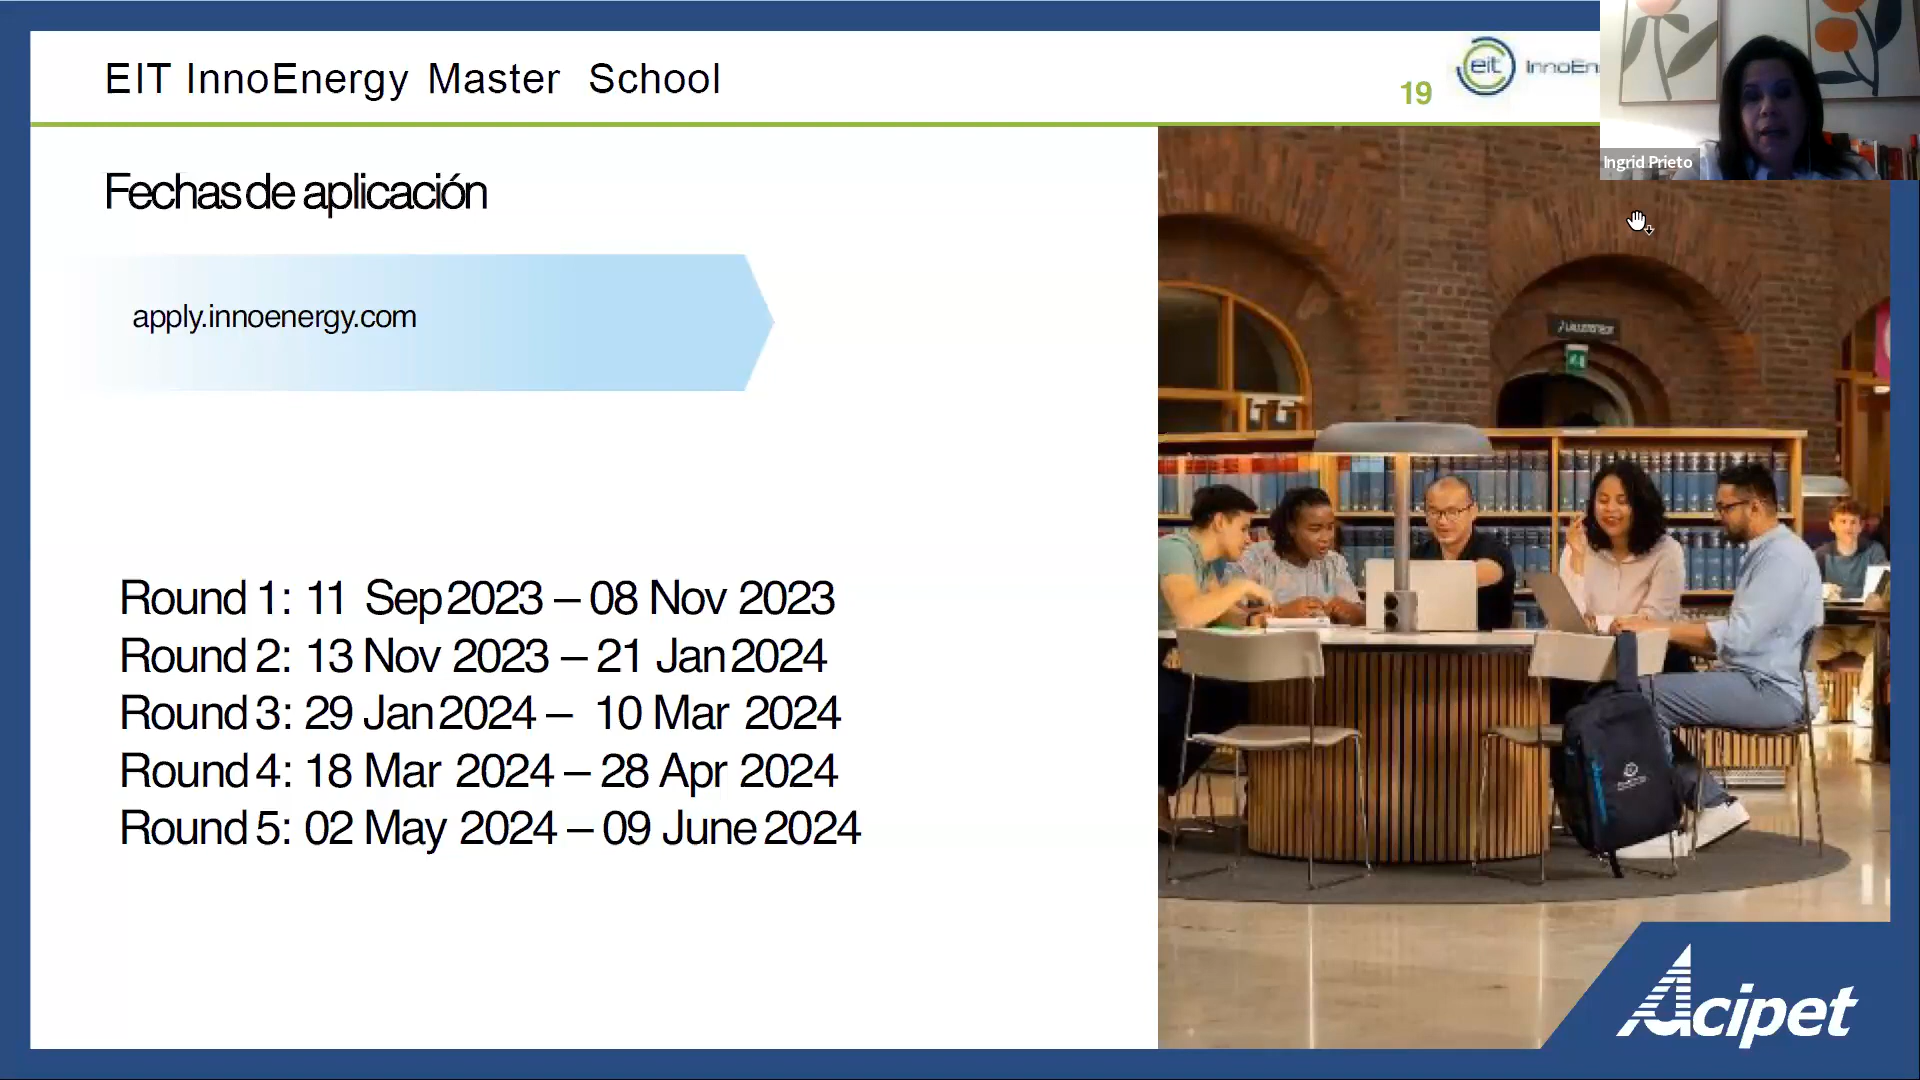 EIT InnoEnergy Master School
19
eit InnoEn
Ingrid Prieto
Fechas de aplicación
apply.innoenergy.com
Round 1: 11 Sep 2023 – 08 Nov 2023
Round 2: 13 Nov 2023 – 21 Jan 2024
Round 3: 29 Jan 2024 – 10 Mar 2024
Round 4: 18 Mar 2024 – 28 Apr 2024
Round 5: 02 May 2024 – 09 June 2024
Acipet